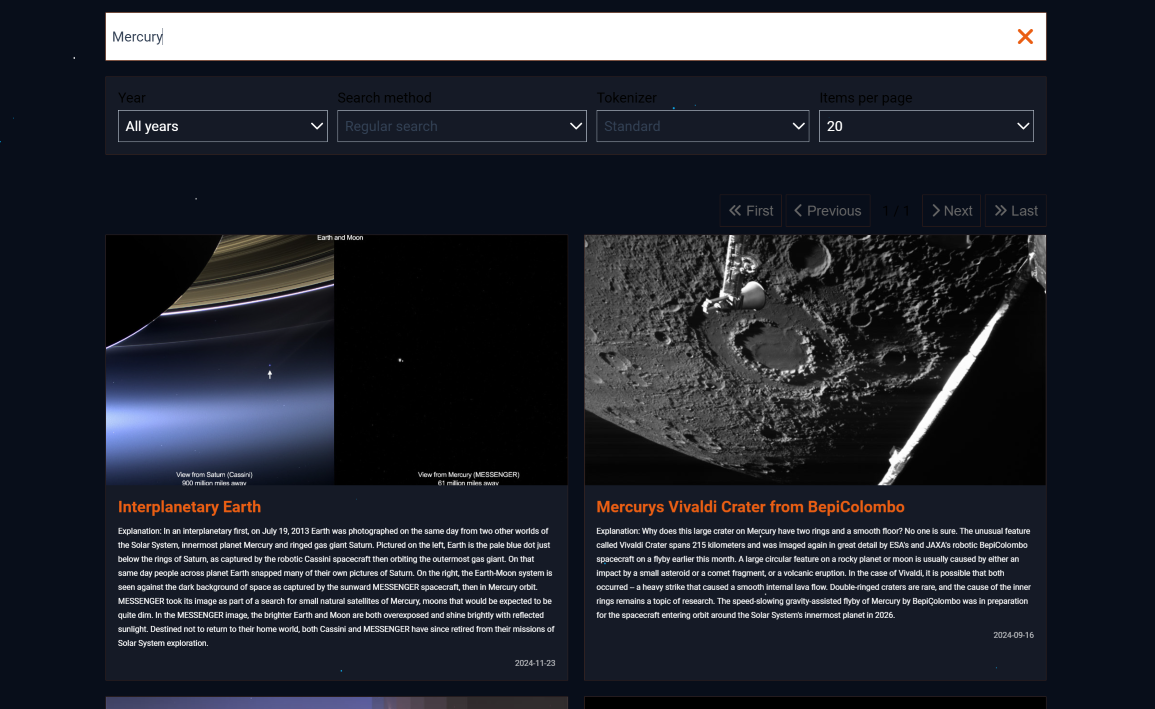 Mercury
Year
Search method
Tokenizer
Items per page
All years
Regular search
Standard
20
First
Previous
1 / 1
Next
Last
Earth and Moon
View from Saturn (Cassini)
900 million miles away
View from Mercury (MESSENGER)
61 million miles away
Interplanetary Earth
Explanation: In an interplanetary first, on July 19, 2013 Earth was photographed on the same day from two other worlds of
the Solar System, innermost planet Mercury and ringed gas giant Saturn. Pictured on the left, Earth is the pale blue dot just
below the rings of Saturn, as captured by the robotic Cassini spacecraft then orbiting the outermost gas giant. On that
same day people across planet Earth snapped many of their own pictures of Saturn. On the right, the Earth-Moon system is
seen against the dark background of space as captured by the sunward MESSENGER spacecraft, then in Mercury orbit.
MESSENGER took its image as part of a search for small natural satellites of Mercury, moons that would be expected to be
quite dim. In the MESSENGER image, the brighter Earth and Moon are both overexposed and shine brightly with reflected
sunlight. Destined not to return to their home world, both Cassini and MESSENGER have since retired from their missions of
Solar System exploration.
2024-11-23
Mercurys Vivaldi Crater from BepiColombo
Explanation: Why does this large crater on Mercury have two rings and a smooth floor? No one is sure. The unusual feature
called Vivaldi Crater spans 215 kilometers and was imaged again in great detail by ESA's and JAXA's robotic BepiColombo
spacecraft on a flyby earlier this month. A large circular feature on a rocky planet or moon is usually caused by either an
impact by a small asteroid or a comet fragment, or a volcanic eruption. In the case of Vivaldi, it is possible that both
occurred – a heavy strike that caused a smooth internal lava flow. Double-ringed craters are rare, and the cause of the inner
rings remains a topic of research. The speed-slowing gravity-assisted flyby of Mercury by BepiColombo was in preparation
for the spacecraft entering orbit around the Solar System's innermost planet in 2026.
2024-09-16